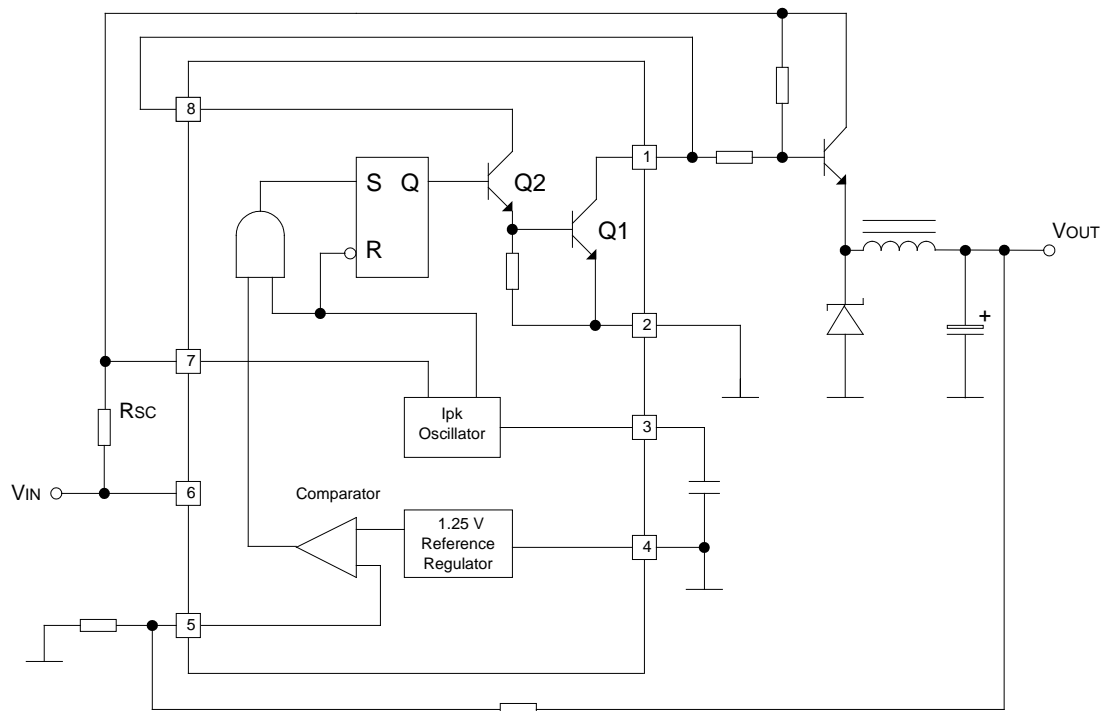 8
1
S Q
Q2
R
Q1
VOUT
2
+
7
RSC
Ipk
Oscillator
3
VIN
6
Comparator
1.25 V
Reference
Regulator
4
5